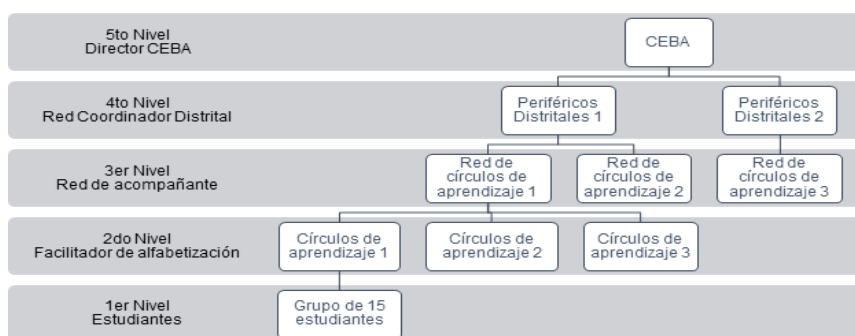 5to Nivel
Director CEBA
CEBA
4to Nivel
Red Coordinador Distrital
Periféricos
Distritales 1
Periféricos
Distritales 2
3er Nivel
Red de acompañante
Red de
círculos de
aprendizaje 1
Red de
círculos de
aprendizaje 2
Red de
círculos de
aprendizaje 3
2do Nivel
Facilitador de alfabetización
Círculos de
aprendizaje 1
Círculos de
aprendizaje 2
Círculos de
aprendizaje 3
1er Nivel
Estudiantes
Grupo de 15
estudiantes